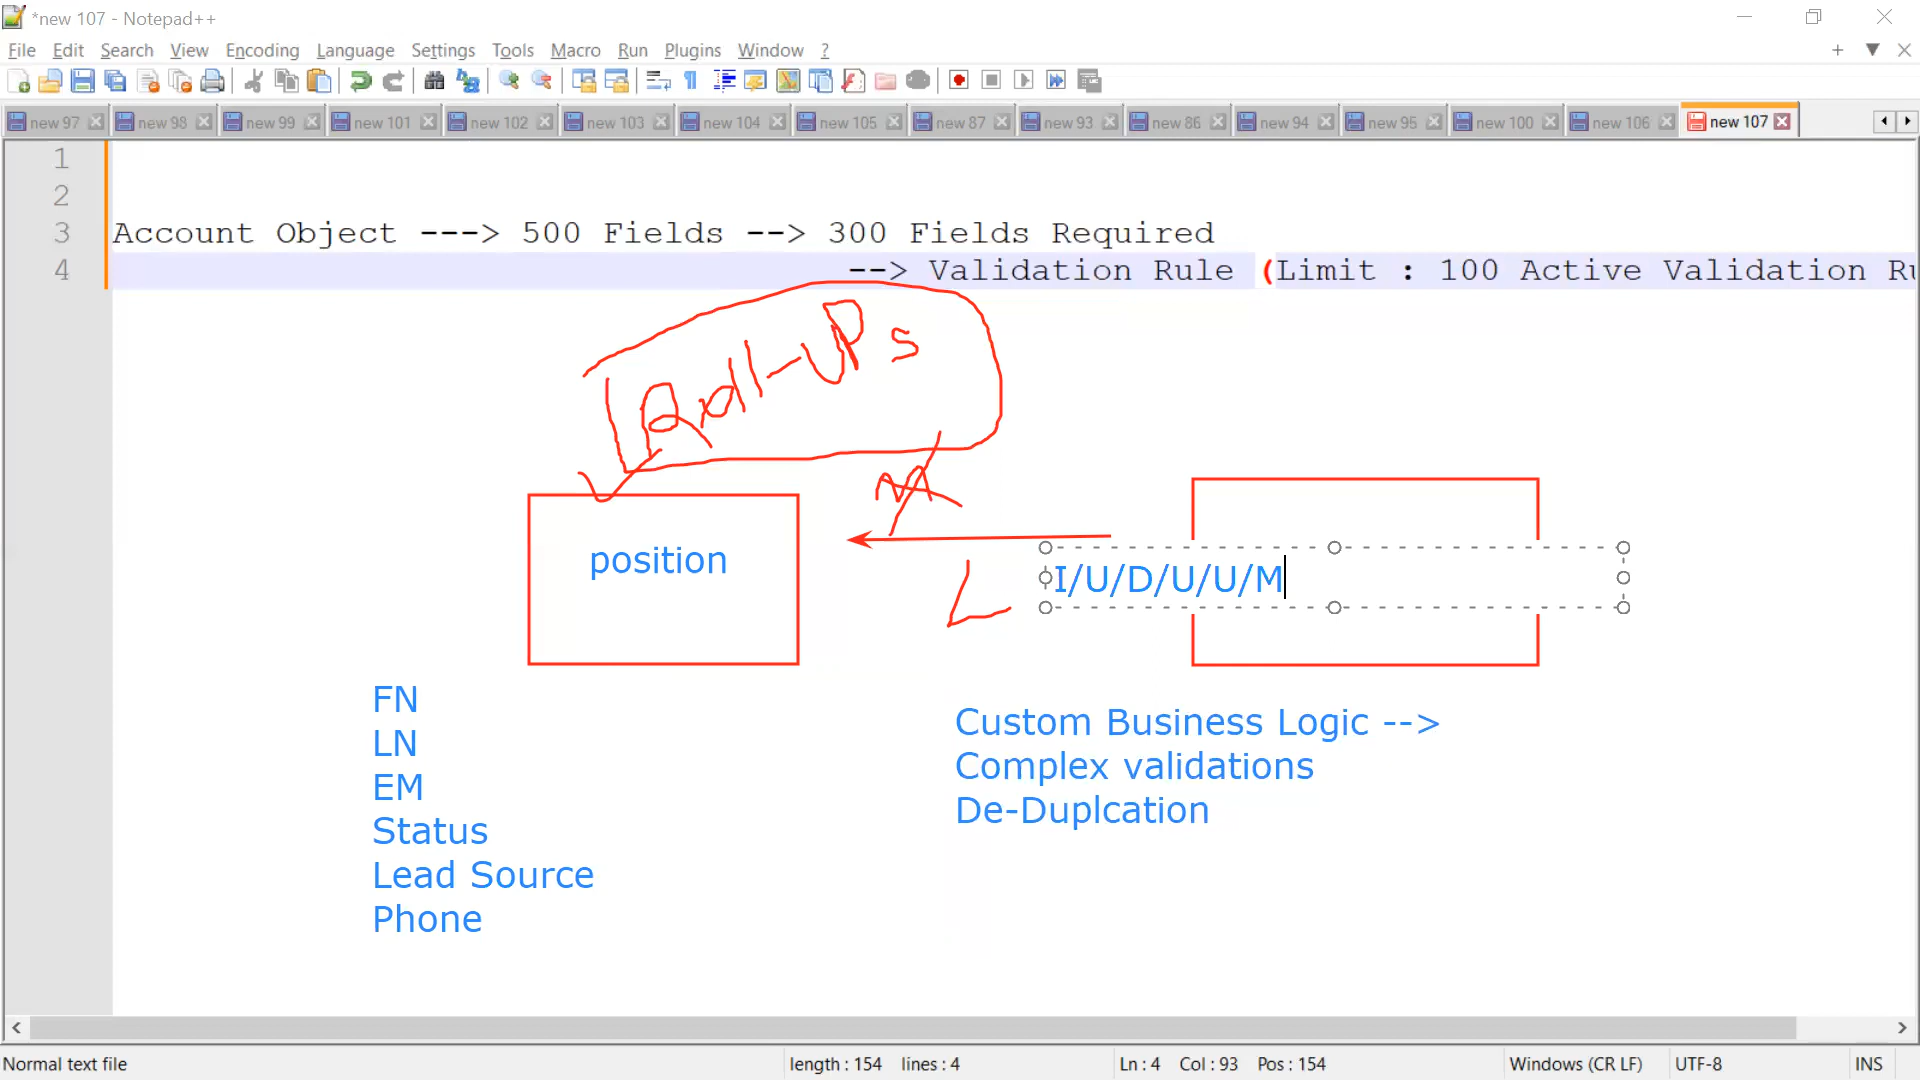 *new 107 - Notepad++
File Edit Search View Encoding Language Settings Tools Macro Run Plugins Window ?
new 97 new 98 new 99 new 101 new 102 new 103 new 104 new 105 new 87 new 93 new 86 new 94 new 95 new 100 new 106 new 107
1
2
3 Account Object ---> 500 Fields --> 300 Fields Required
4 --> Validation Rule (Limit : 100 Active Validation Ru
Roll-UPs
M
position
L
I/U/D/U/U/M
FN
LN
EM
Status
Lead Source
Phone
Custom Business Logic -->
Complex validations
De-Duplcation
Normal text file length : 154 lines : 4 Ln : 4 Col : 93 Pos : 154 Windows (CR LF) UTF-8 INS